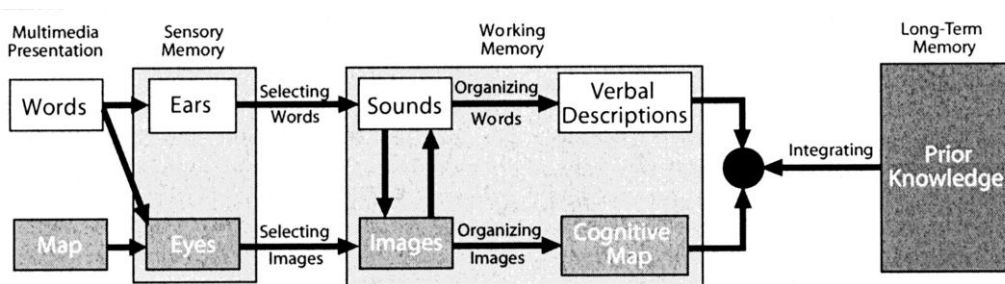 Multimedia
Presentation
Sensory
Memory
Working
Memory
Long-Term
Memory
Words
Ears
Selecting
Words
Sounds
Organizing
Words
Verbal
Descriptions
Integrating
Prior
Knowledge
Map
Eyes
Selecting
Images
Images
Organizing
Images
Cognitive
Map